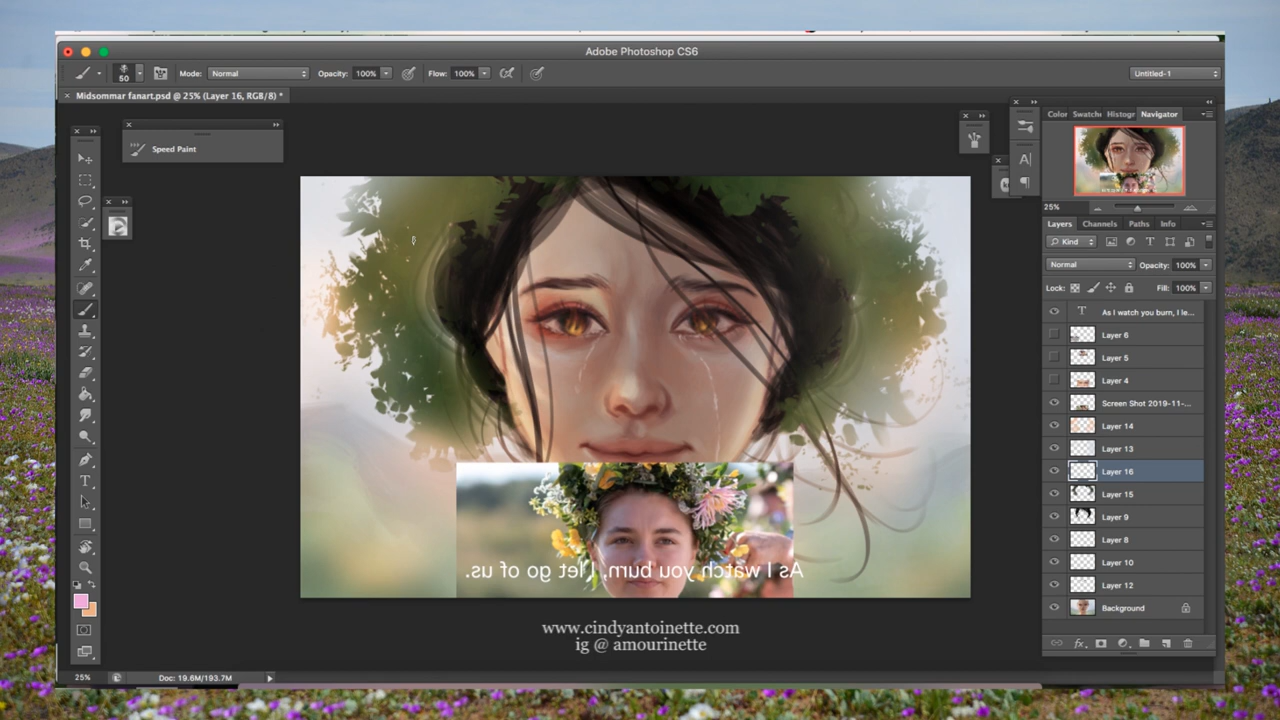 Adobe Photoshop CS6
50 Mode: Normal Opacity: 100% Flow: 100% Untitled-1
× Midsommar fanart.psd @ 25% (Layer 16, RGB/8) *
Speed Paint
Color Swatche Histogr Navigator
25%
Layers Channels Paths Info
Kind
Normal Opacity: 100%
Lock: Fill: 100%
As I watch you burn, I le...
Layer 6
Layer 5
Layer 4
Screen Shot 2019-11-...
Layer 14
Layer 13
Layer 16
Layer 15
Layer 9
Layer 8
Layer 10
Layer 12
Background
As I watch you burn, I let go of us.
www.cindyantoinette.com
ig @ amourinette
25% Doc: 19.6M/193.7M